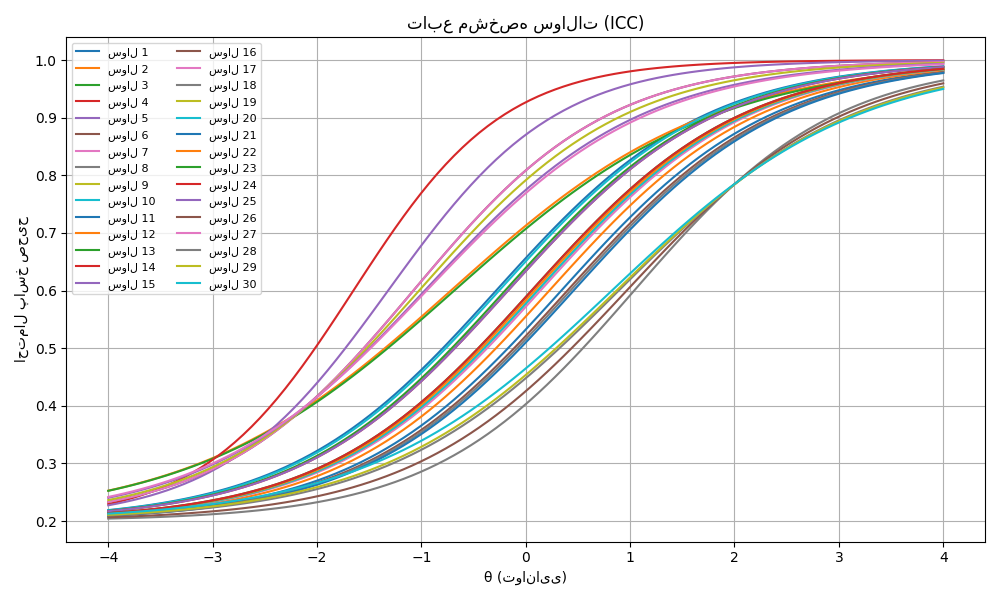 تابع مشخصه سوالات (ICC)
سوال 1
سوال 2
سوال 3
سوال 4
سوال 5
سوال 6
سوال 7
سوال 8
سوال 9
سوال 10
سوال 11
سوال 12
سوال 13
سوال 14
سوال 15
سوال 16
سوال 17
سوال 18
سوال 19
سوال 20
سوال 21
سوال 22
سوال 23
سوال 24
سوال 25
سوال 26
سوال 27
سوال 28
سوال 29
سوال 30
احتمال پاسخ صحیح
1.0
0.9
0.8
0.7
0.6
0.5
0.4
0.3
0.2
−4 −3 −2 −1 0 1 2 3 4
θ (توانایی)